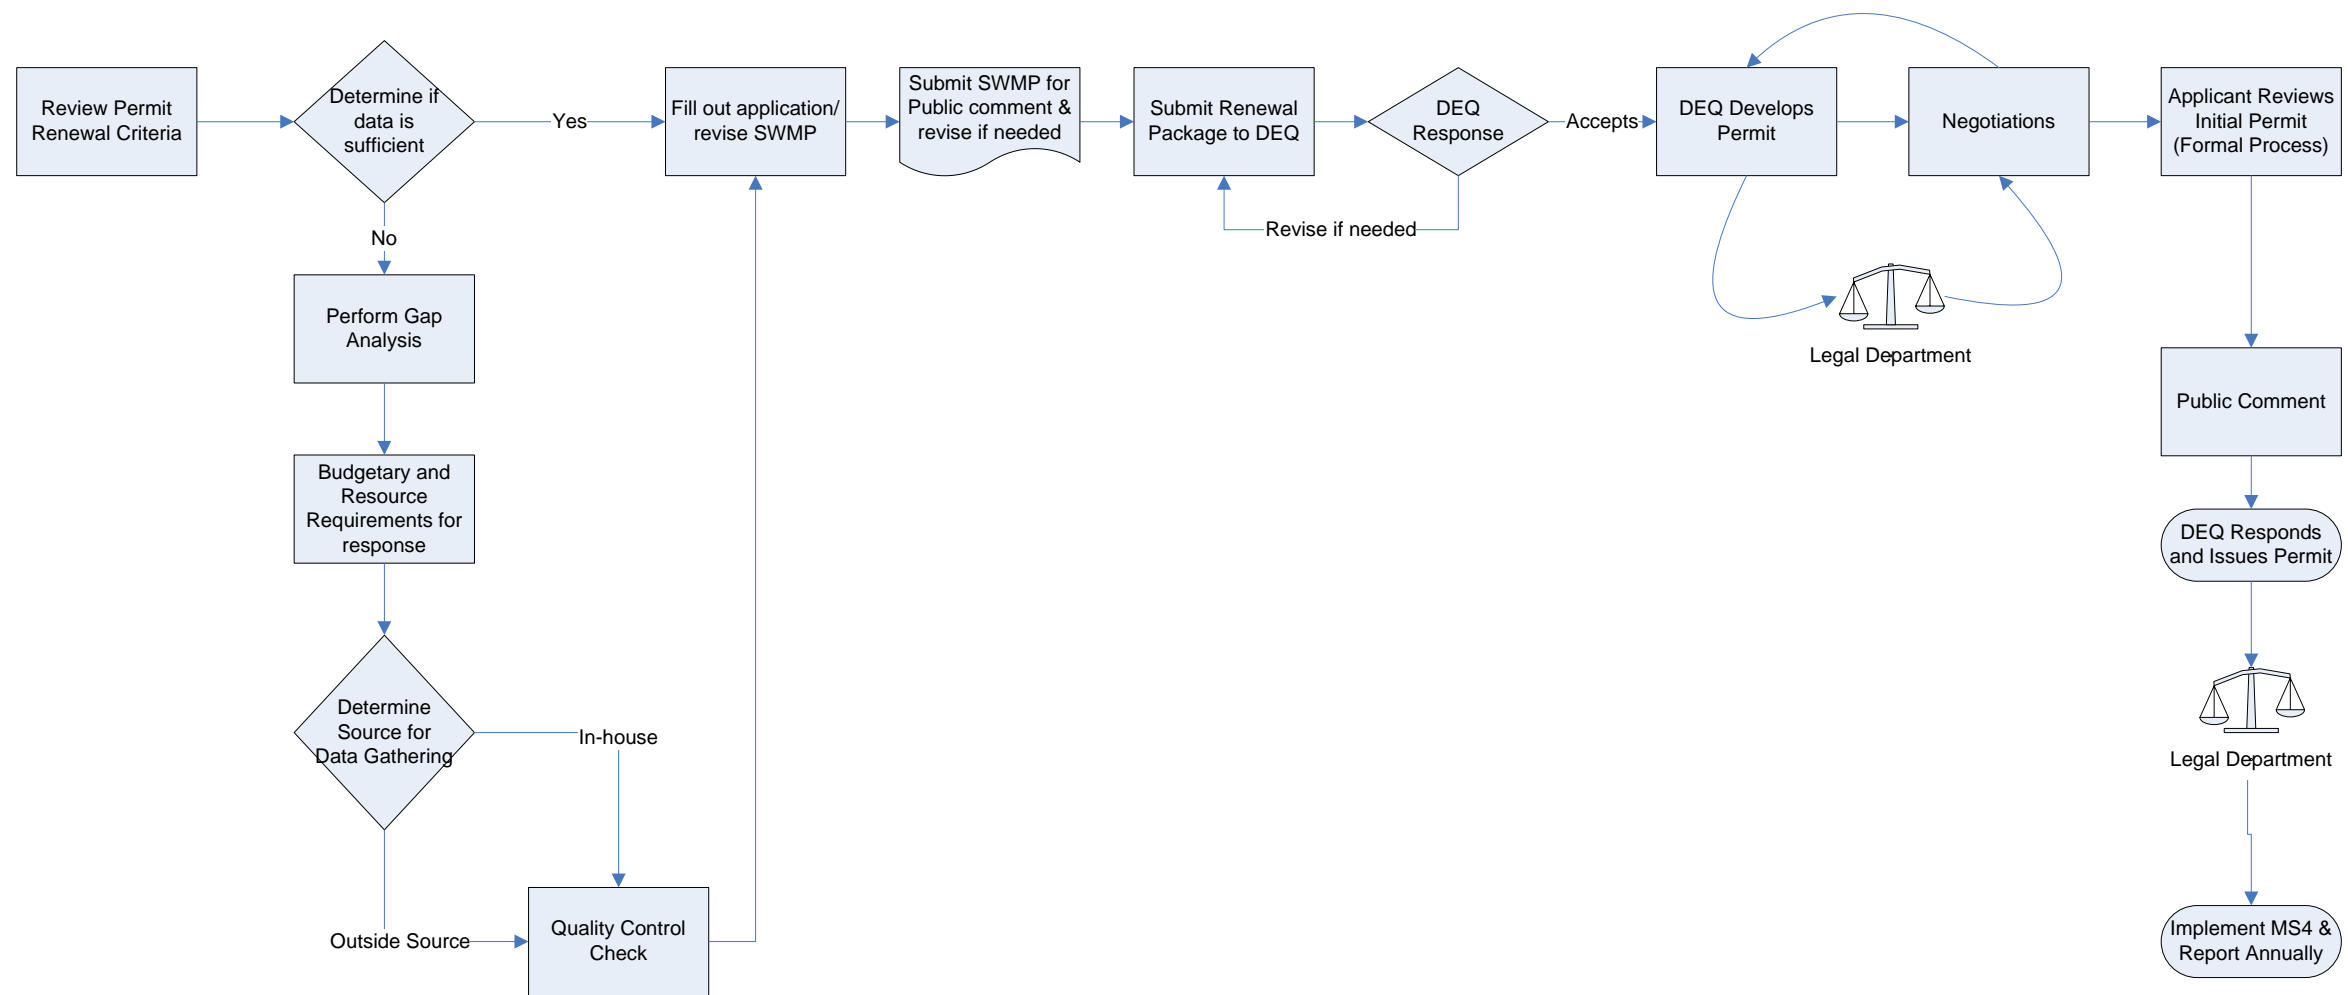 Review Permit
Renewal Criteria
Determine if
data is
sufficient
Yes
Fill out application/
revise SWMP
Submit SWMP for
Public comment &
revise if needed
Submit Renewal
Package to DEQ
DEQ
Response
Accepts
DEQ Develops
Permit
Negotiations
Applicant Reviews
Initial Permit
(Formal Process)
No
Revise if needed
Perform Gap
Analysis
Legal Department
Public Comment
Budgetary and
Resource
Requirements for
response
DEQ Responds
and Issues Permit
Determine
Source for
Data Gathering
In-house
Legal Department
Outside Source
Quality Control
Check
Implement MS4 &
Report Annually